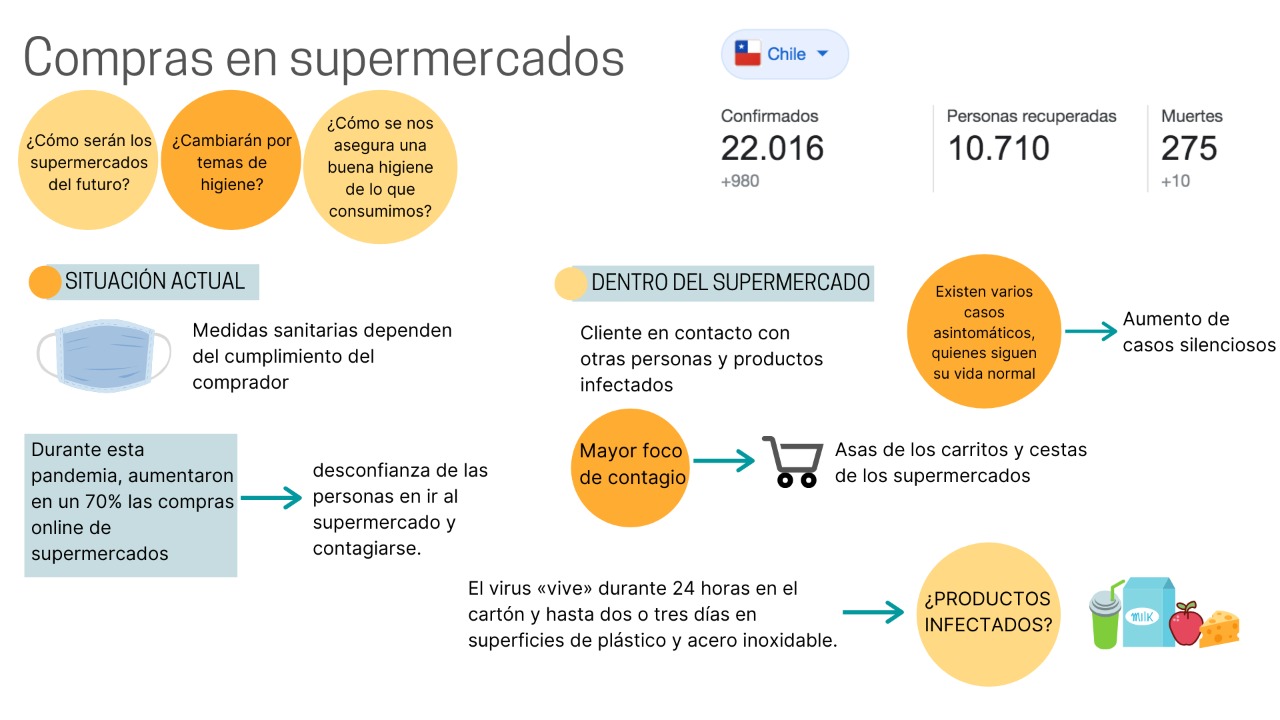 Compras en supermercados
Chile
Confirmados
22.016
+980
Personas recuperadas
10.710
Muertes
275
+10
¿Cómo serán los
supermercados
del futuro?
¿Cambiarán por
temas de
higiene?
¿Cómo se nos
asegura una
buena higiene
de lo que
consumimos?
SITUACIÓN ACTUAL
Medidas sanitarias dependen
del cumplimiento del
comprador
Durante esta
pandemia, aumentaron
en un 70% las compras
online de
supermercados
desconfianza de las
personas en ir al
supermercado y
contagiarse.
DENTRO DEL SUPERMERCADO
Cliente en contacto con
otras personas y productos
infectados
Existen varios
casos
asintomáticos,
quienes siguen
su vida normal
Aumento de
casos silenciosos
Mayor foco
de contagio
Asas de los carritos y cestas
de los supermercados
El virus «vive» durante 24 horas en el
cartón y hasta dos o tres días en
superficies de plástico y acero inoxidable.
¿PRODUCTOS
INFECTADOS?
milk